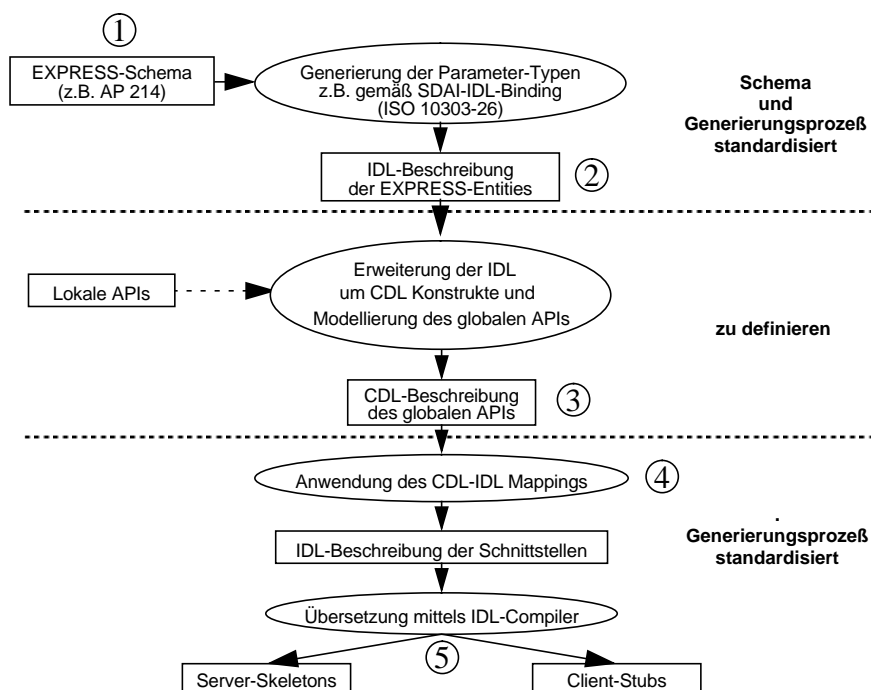 ①
EXPRESS-Schema
(z.B. AP 214)
Generierung der Parameter-Typen
z.B. gemäß SDAI-IDL-Binding
(ISO 10303-26)
Schema
und
Generierungsprozeß
standardisiert
IDL-Beschreibung
der EXPRESS-Entities
②
Lokale APIs
Erweiterung der IDL
um CDL Konstrukte und
Modellierung des globalen APIs
zu definieren
CDL-Beschreibung
des globalen APIs
③
Anwendung des CDL-IDL Mappings
④
IDL-Beschreibung der Schnittstellen
.
Generierungsprozeß
standardisiert
Übersetzung mittels IDL-Compiler
⑤
Server-Skeletons
Client-Stubs